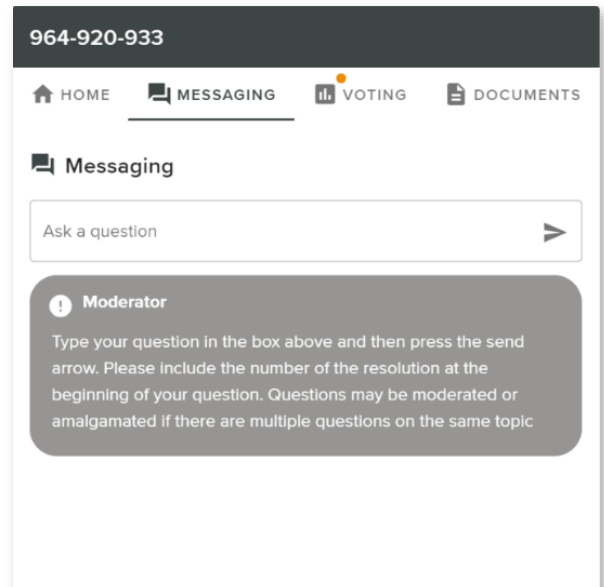 964-920-933
HOME MESSAGING VOTING DOCUMENTS
Messaging
Ask a question
Moderator
Type your question in the box above and then press the send
arrow. Please include the number of the resolution at the
beginning of your question. Questions may be moderated or
amalgamated if there are multiple questions on the same topic